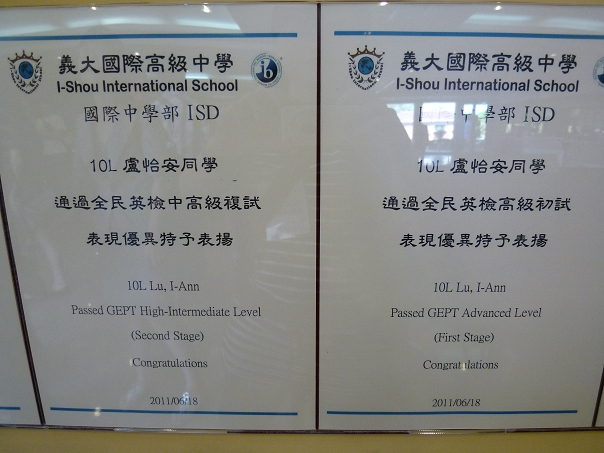 義大國際高級中學
I-Shou International School
國際中學部 ISD
10L 盧怡安同學
通過全民英檢中高級複試
表現優異特予表揚
10L Lu, I-Ann
Passed GEPT High-Intermediate Level
(Second Stage)
Congratulations
2011/06/18
義大國際高級中學
I-Shou International School
中學部 ISD
10L 盧怡安同學
通過全民英檢高級初試
表現優異特予表揚
10L Lu, I-Ann
Passed GEPT Advanced Level
(First Stage)
Congratulations
2011/06/18